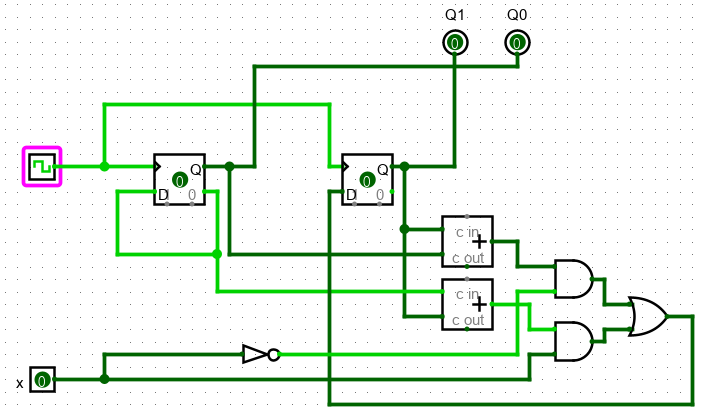 Q1 Q0
Q Q
0 0
0 0
D 0 D 0
c in
+
c out
c in
+
c out
x 0